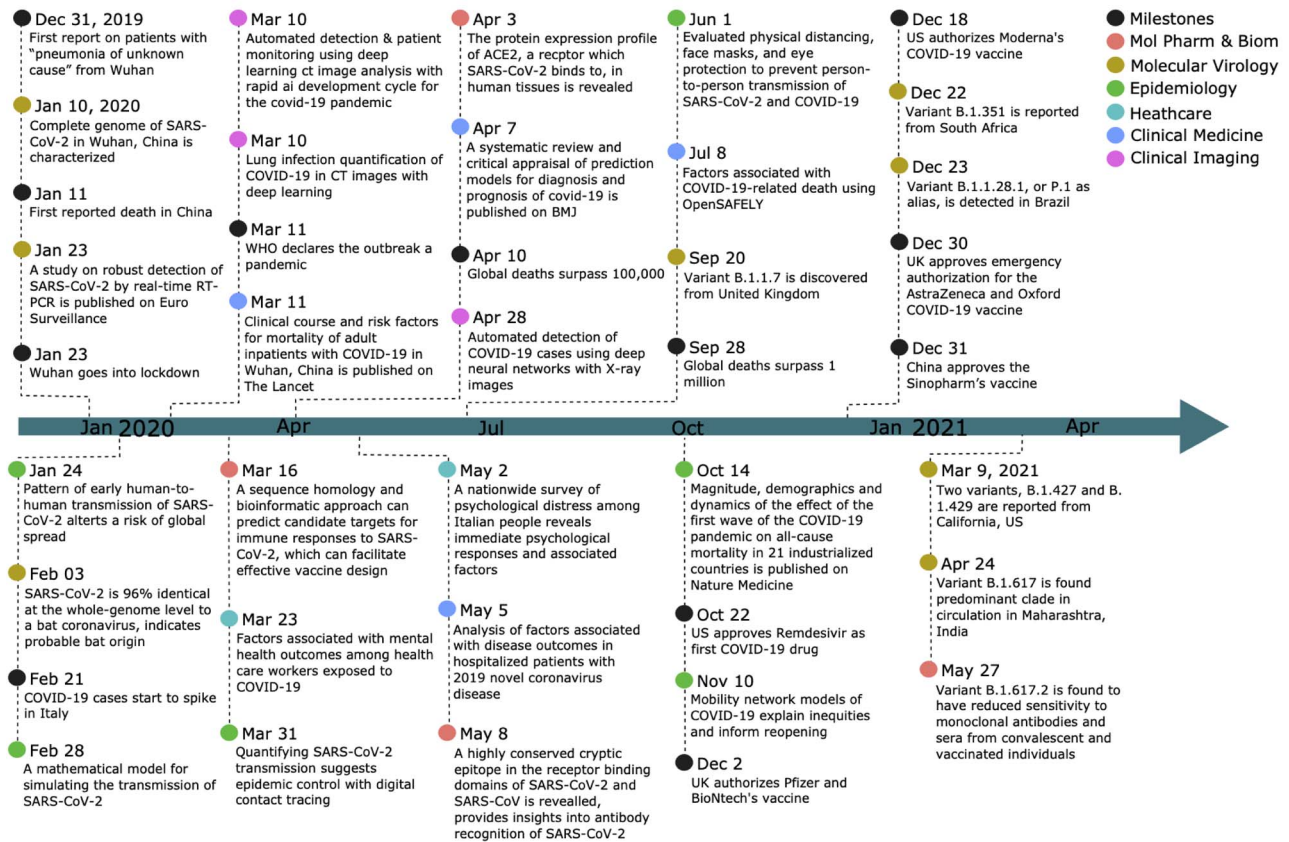 Dec 31, 2019
First report on patients with
“pneumonia of unknown
cause” from Wuhan
Jan 10, 2020
Complete genome of SARS-
CoV-2 in Wuhan, China is
characterized
Jan 11
First reported death in China
Jan 23
A study on robust detection of
SARS-CoV-2 by real-time RT-
PCR is published on Euro
Surveillance
Jan 23
Wuhan goes into lockdown
Mar 10
Automated detection & patient
monitoring using deep
learning ct image analysis with
rapid ai development cycle for
the covid-19 pandemic
Mar 10
Lung infection quantification of
COVID-19 in CT images with
deep learning
Mar 11
WHO declares the outbreak a
pandemic
Mar 11
Clinical course and risk factors
for mortality of adult
inpatients with COVID-19 in
Wuhan, China is published on
The Lancet
Apr 3
The protein expression profile
of ACE2, a recptor which
SARS-CoV-2 binds to, in
human tissues is revealed
Apr 7
A systematic review and
critical appraisal of prediction
models for diagnosis and
prognosis of covid-19 is
published on BMJ
Apr 10
Global deaths surpass 100,000
Apr 28
Automated detection of
COVID-19 cases using deep
neural networks with X-ray
images
Jun 1
Evaluated physical distancing,
face masks, and eye
protection to prevent person-
to-person transmission of
SARS-CoV-2 and COVID-19
Jul 8
Factors associated with
COVID-19-related death using
OpenSAFELY
Sep 20
Variant B.1.1.7 is discovered
from United Kingdom
Sep 28
Global deaths surpass 1
million
Dec 18
US authorizes Moderna's
COVID-19 vaccine
Dec 22
Variant B.1.351 is reported
from South Africa
Dec 23
Variant B.1.1.28.1, or P.1 as
alias, is detected in Brazil
Dec 30
UK approves emergency
authorization for the
AstraZeneca and Oxford
COVID-19 vaccine
Dec 31
China approves the
Sinopharm’s vaccine
Milestones
Mol Pharm & Biom
Molecular Virology
Epidemiology
Heathcare
Clinical Medicine
Clinical Imaging
Jan 2020 Apr Jul Oct Jan 2021 Apr
Jan 24
Pattern of early human-to-
human transmission of SARS-
CoV-2 alterts a risk of global
spread
Feb 03
SARS-CoV-2 is 96% identical
at the whole-genome level to
a bat coronavirus, indicates
probable bat origin
Feb 21
COVID-19 cases start to spike
in Italy
Feb 28
A mathematical model for
simulating the transmission of
SARS-CoV-2
Mar 16
A sequence homology and
bioinformatic approach can
predict candidate targets for
immune responses to SARS-
CoV-2, which can facilitate
effective vaccine design
Mar 23
Factors associated with mental
health outcomes among health
care workers exposed to
COVID-19
Mar 31
Quantifying SARS-CoV-2
transmission suggests
epidemic control with digital
contact tracing
May 2
A nationwide survey of
psychological distress among
Italian people reveals
immediate psychological
responses and associated
factors
May 5
Analysis of factors associated
with disease outcomes in
hospitalized patients with
2019 novel coronavirus
disease
May 8
A highly conserved cryptic
epitope in the receptor binding
domains of SARS-CoV-2 and
SARS-CoV is revealled,
provides insights into antibody
recognition of SARS-CoV-2
Oct 14
Magnitude, demographics and
dynamics of the effect of the
first wave of the COVID-19
pandemic on all-cause
mortality in 21 industrialized
countries is published on
Nature Medicine
Oct 22
US approves Remdesivir as
first COVID-19 drug
Nov 10
Mobility network models of
COVID-19 explain inequities
and inform reopening
Dec 2
UK authorizes Pfizer and
BioNtech's vaccine
Mar 9, 2021
Two variants, B.1.427 and B.
1.429 are reported from
California, US
Apr 24
Variant B.1.617 is found
predominant clade in
circulation in Maharashtra,
India
May 27
Variant B.1.617.2 is found to
have reduced sensitivity to
monoclonal antibodies and
sera from convalescent and
vaccinated individuals